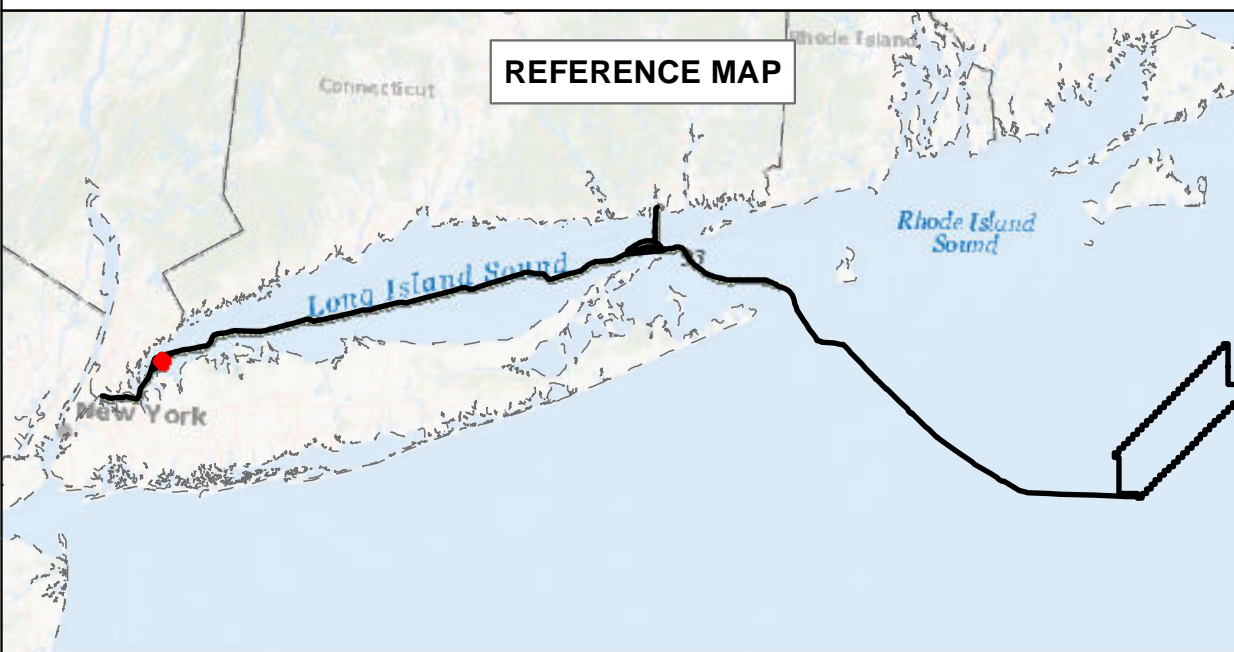 Rhode Island
REFERENCE MAP
Connecticut
Rhode Island
Sound
Long Island Sound
New York